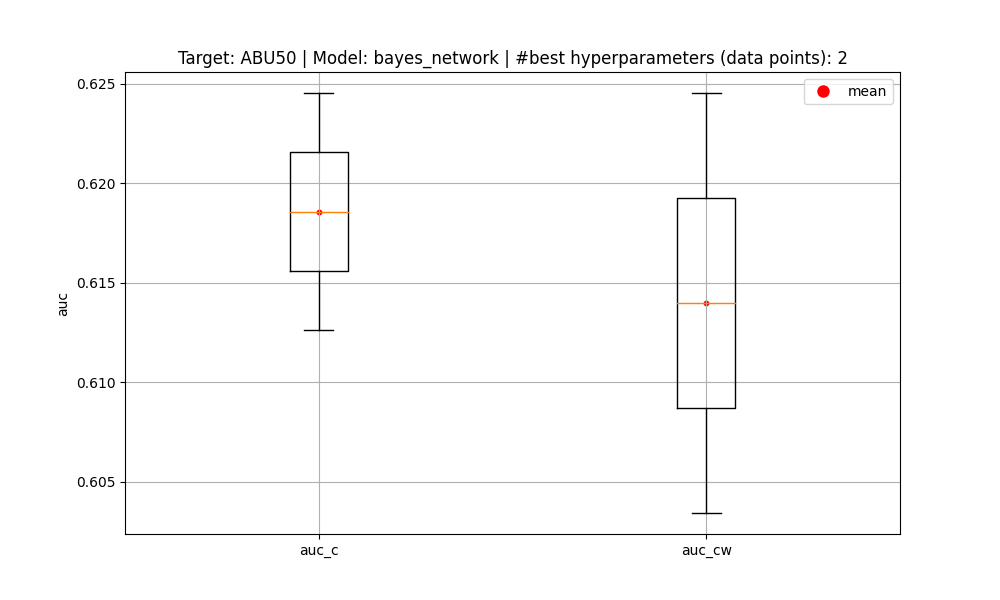 Target: ABU50 | Model: bayes_network | #best hyperparameters (data points): 2
mean
0.625
0.620
0.615
0.610
0.605
auc
auc_c
auc_cw